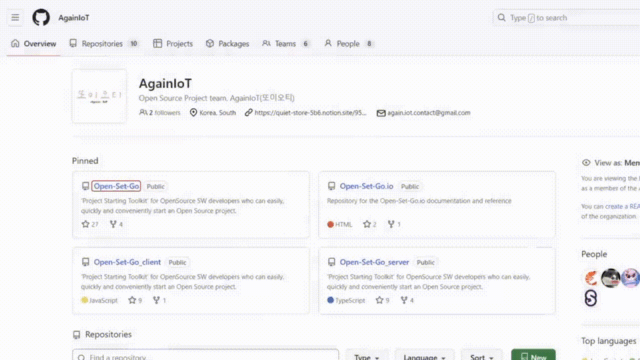 AgainIoT
Type / to search
Overview
Repositories 10
Projects
Packages
Teams 6
People 8
AgainIoT
Open Source Project team, AgainIoT(또미오티)
2 followers
Korea, South
https://quiet-store-5b6.notion.site/95...
again.iot.contact@gmail.com
Pinned
Open-Set-Go Public
'Project Starting Toolkit' for OpenSource SW developers who can easily,
quickly and conveniently start an Open Source project.
27 4
Open-Set-Go.io Public
Repository for the Open-Set-Go.io documentation and reference
HTML 2 1
Open-Set-Go_client Public
'Project Starting Toolkit' for OpenSource SW developers who can easily,
quickly and conveniently start an Open Source project.
JavaScript 9 1
Open-Set-Go_server Public
'Project Starting Toolkit' for OpenSource SW developers who can easily,
quickly and conveniently start an Open Source project.
TypeScript 9 4
Repositories
Find a repository...
Type
Language
Sort
New
View as: Mem
You are viewing the
as a member of the
You can create a REA
of the organization.
People
Top languages